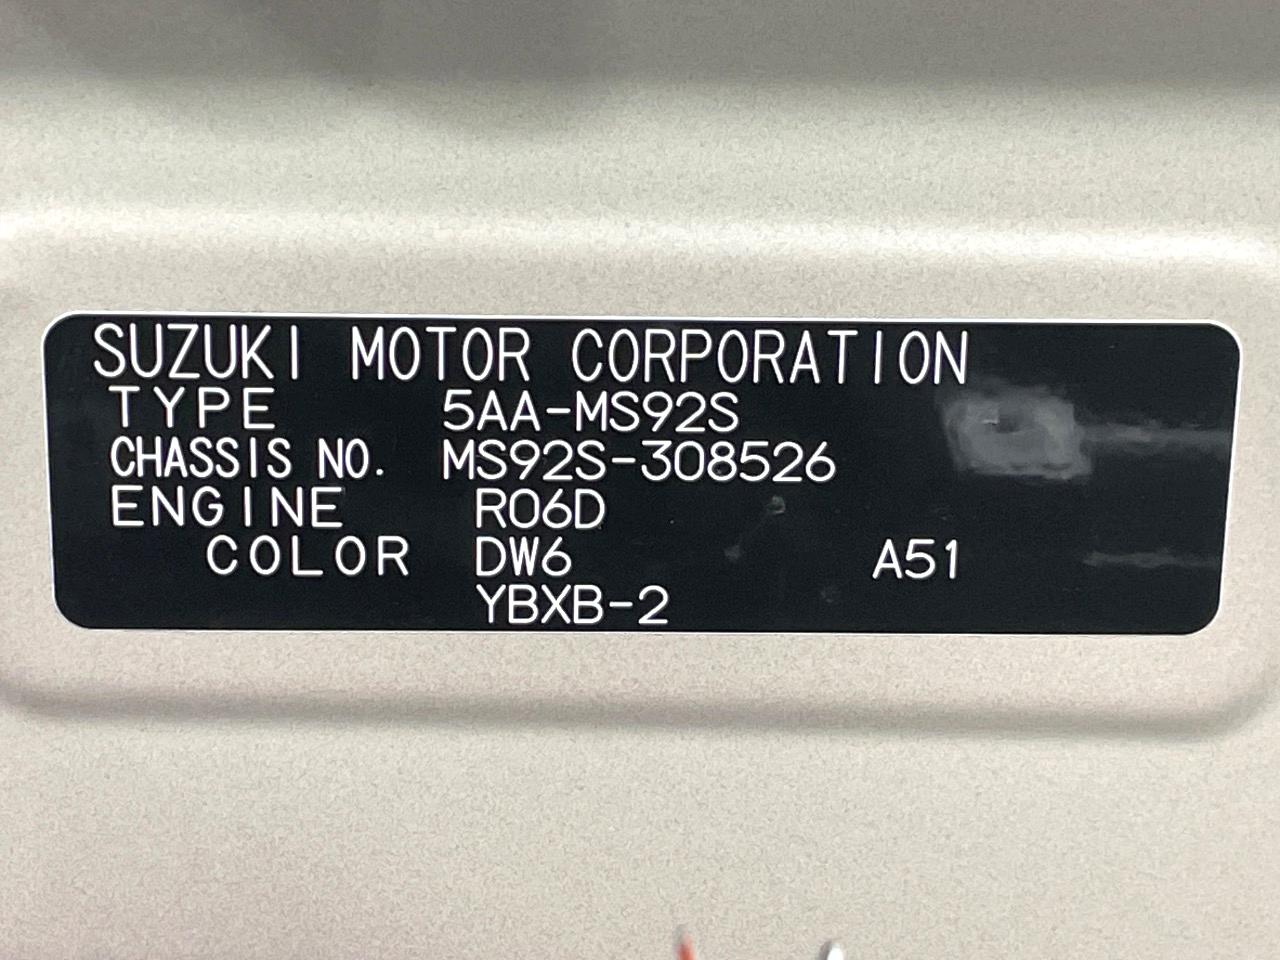 SUZUKI MOTOR CORPORATION
TYPE 5AA-MS92S
CHASSIS NO. MS92S-308526
ENGINE R06D
COLOR DW6 A51
YBXB-2